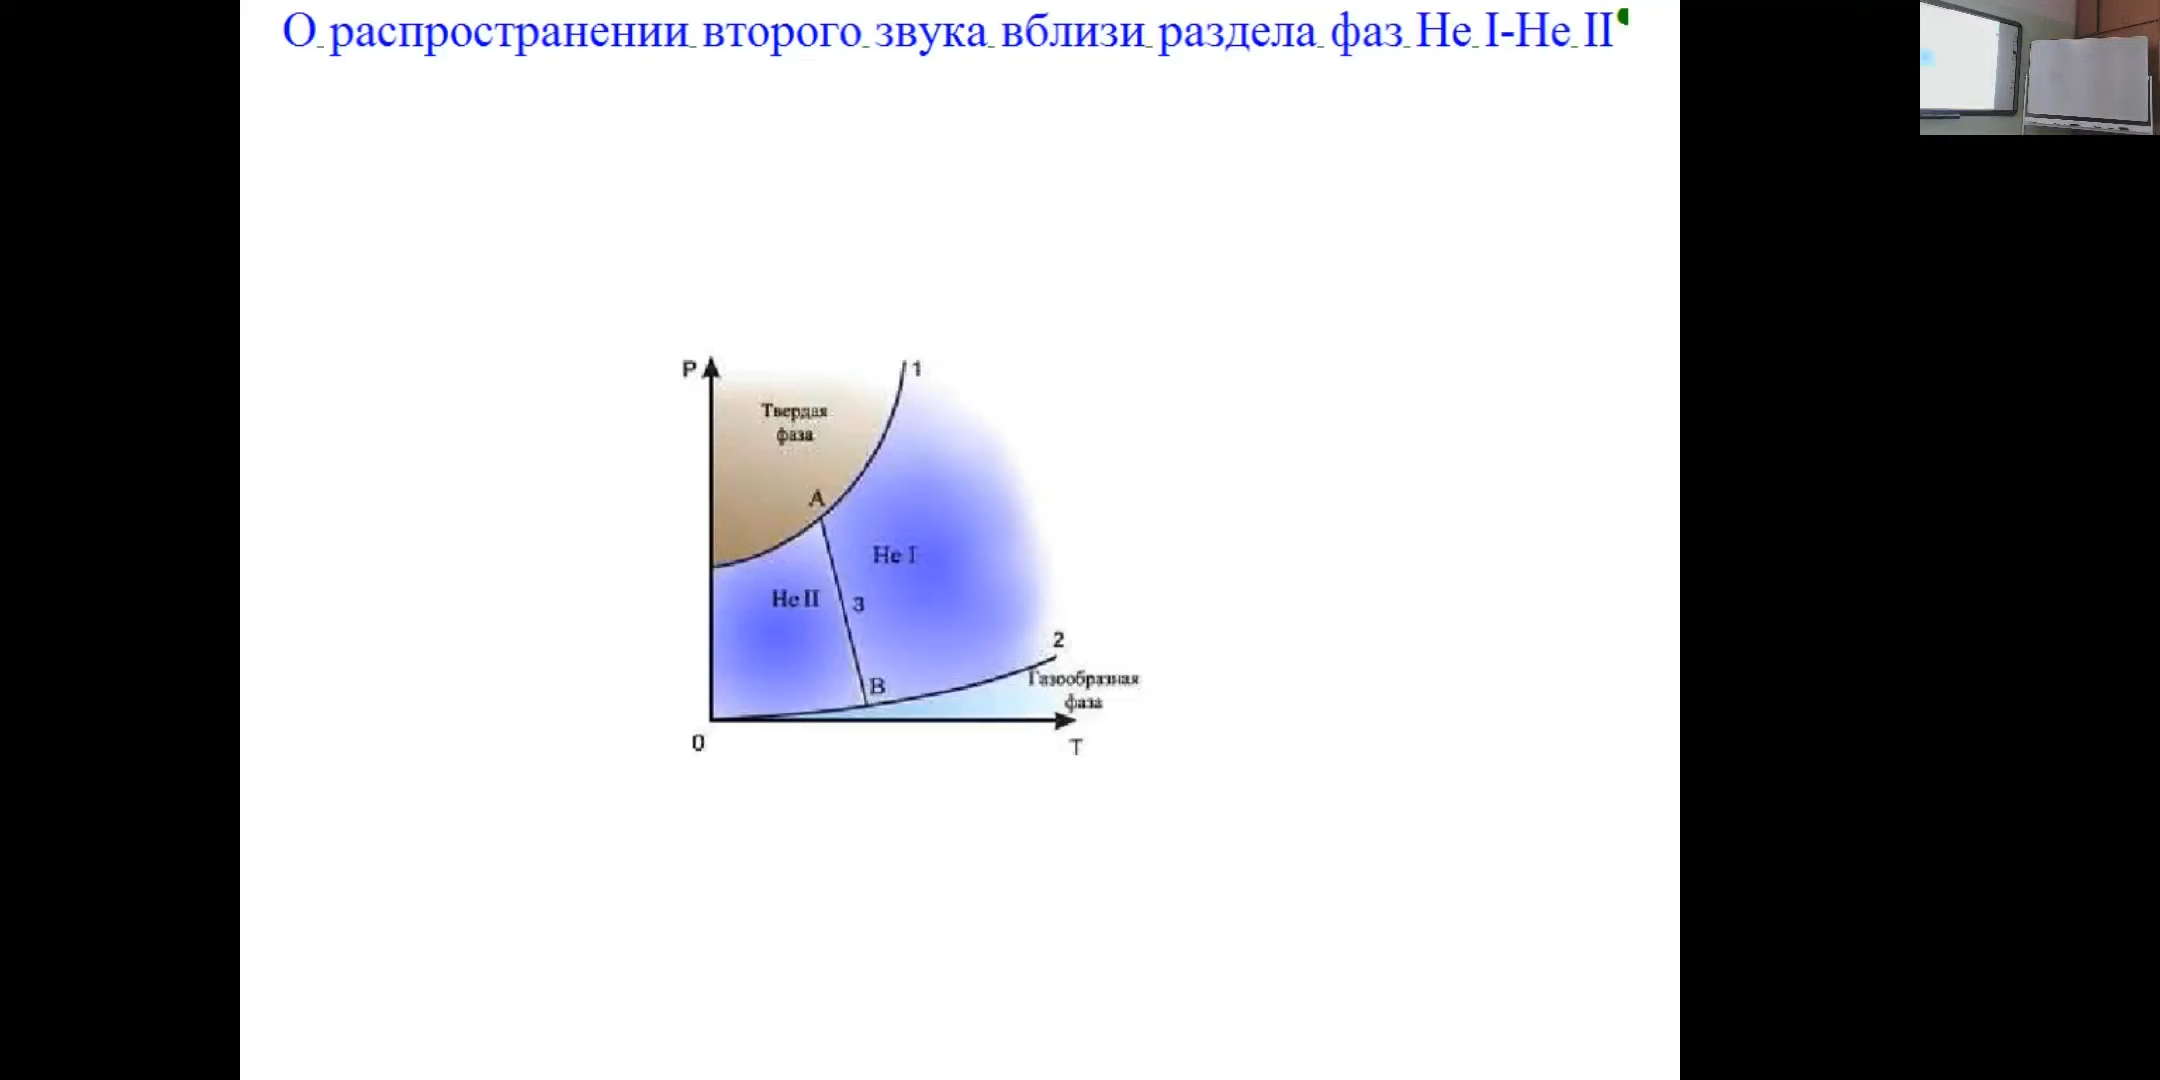 О распространении второго звука вблизи раздела фаз He I-He II
P
1
Твердая
фаза
A
He I
He II
3
2
B
Газообразная
фаза
0
T